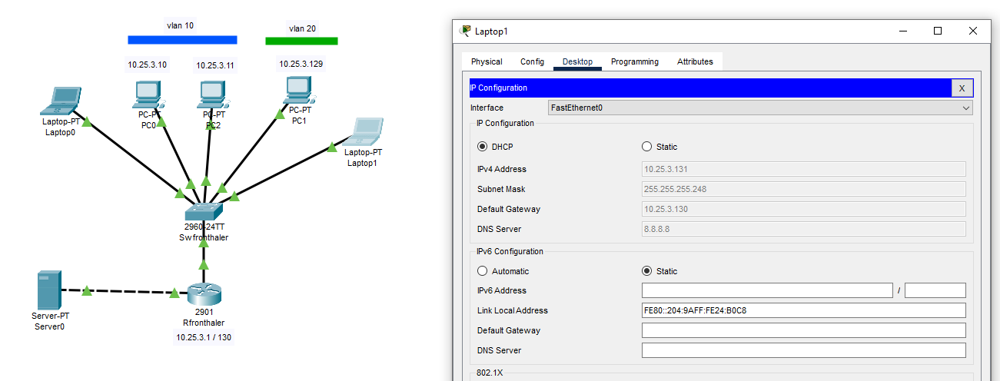 vlan 10
vlan 20
10.25.3.10
10.25.3.11
10.25.3.129
Laptop-PT
Laptop0
PC-PT
PC0
PC-PT
PC2
PC-PT
PC1
Laptop-PT
Laptop1
2960-24TT
Swfronthaler
Server-PT
Server0
2901
Rfronthaler
10.25.3.1 / 130
Laptop1
Physical Config Desktop Programming Attributes
IP Configuration X
Interface FastEthernet0
IP Configuration
DHCP Static
IPv4 Address 10.25.3.131
Subnet Mask 255.255.255.248
Default Gateway 10.25.3.130
DNS Server 8.8.8.8
IPv6 Configuration
Automatic Static
IPv6 Address /
Link Local Address FE80::204:9AFF:FE24:B0C8
Default Gateway
DNS Server
802.1X